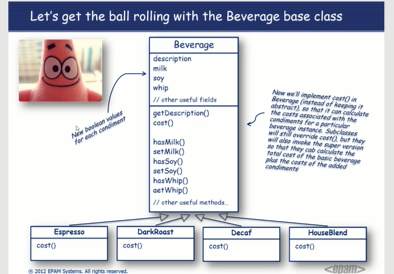 Let's get the ball rolling with the Beverage base class
Beverage
description
milk
soy
whip
// other useful fields
getDescription()
cost()
hasMilk()
setMilk()
hasSoy()
setSoy()
hasWhip()
aetWhip()
// other useful methods..
New boolean values
for each condiment
Now we'll implement cost() in
Beverage (instead of keeping it
abstract), so that it can calculate
the costs associated with the
condiments for a particular
beverage instance. Subclasses
will still override cost(), but they
will also invoke the super version
so that they cab calculate the
total cost of the basic beverage
plus the costs of the added
condiments
Espresso
cost()
DarkRoast
cost()
Decaf
cost()
HouseBlend
cost()
® 2012 EPAM Systems. All rights reserved.
<epam>